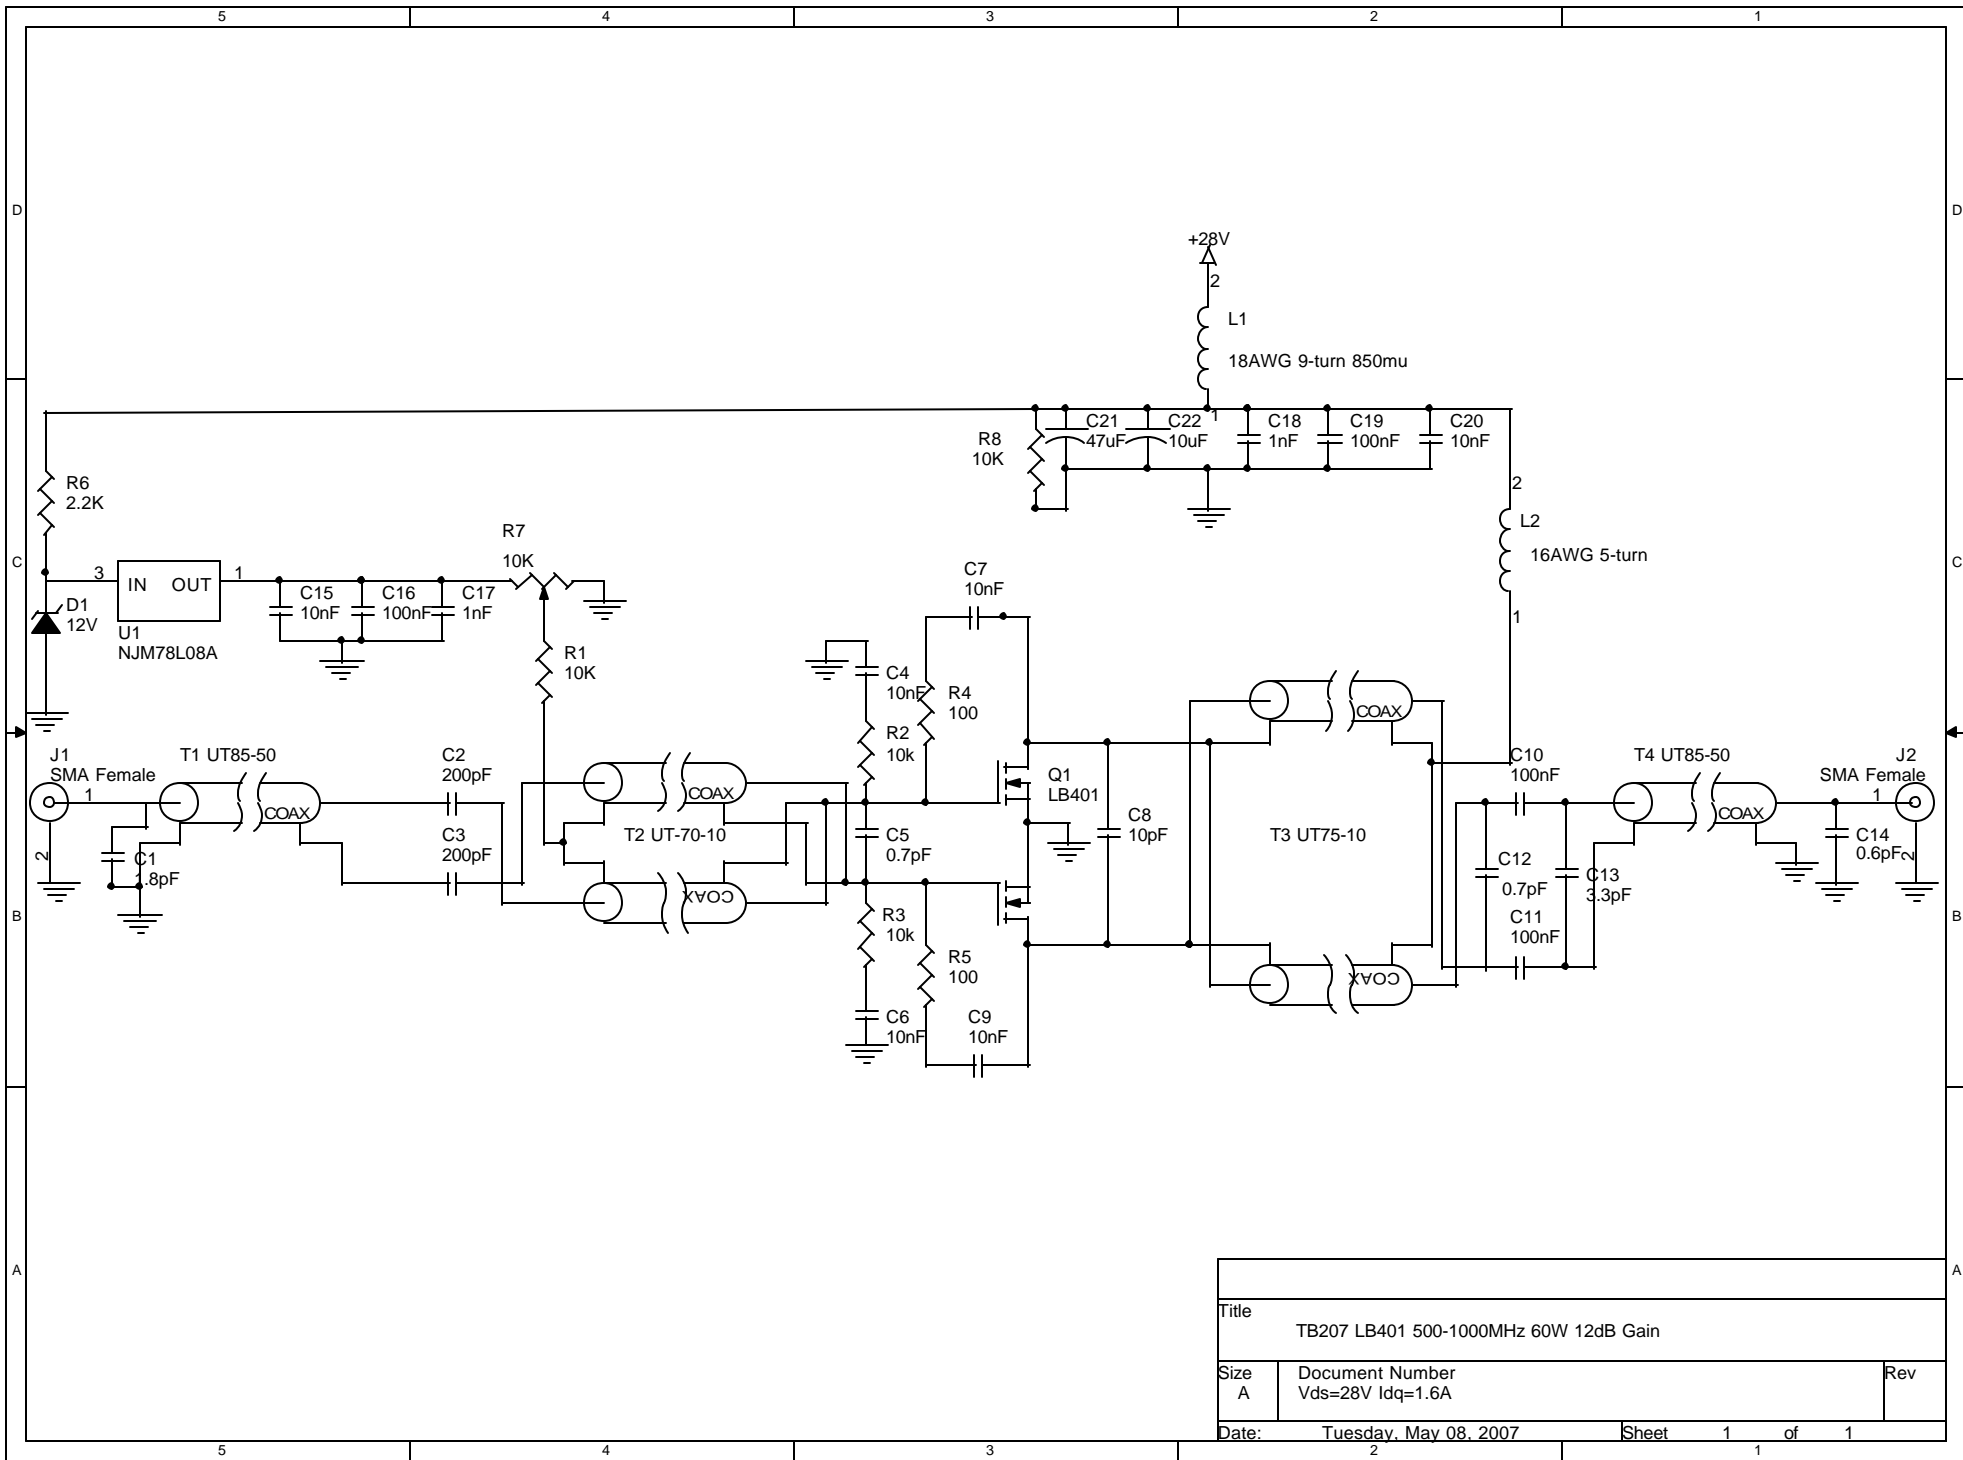 5 4 3 2 1
D D
+28V
2
L1
18AWG 9-turn 850mu
1
C21
47uF
C22
10uF
C18
1nF
C19
100nF
C20
10nF
R8
10K
R6
2.2K
2
L2
16AWG 5-turn
1
R7
10K
C C
3 IN OUT 1
U1
NJM78L08A
D1
12V
C15
10nF
C16
100nF
C17
1nF
R1
10K
C7
10nF
C4
10nF
R4
100
R2
10k
J1
SMA Female
1
2
T1 UT85-50
COAX
C1
1.8pF
C2
200pF
C3
200pF
COAX
T2 UT-70-10
COAX
C5
0.7pF
Q1
LB401
C8
10pF
COAX
T3 UT75-10
COAX
C10
100nF
C12
0.7pF
C13
3.3pF
C11
100nF
T4 UT85-50
COAX
J2
SMA Female
1
2
C14
0.6pF
B B
R3
10k
R5
100
C6
10nF
C9
10nF
A A
Title
TB207 LB401 500-1000MHz 60W 12dB Gain
Size Document Number Rev
A Vds=28V Idq=1.6A
Date: Tuesday, May 08, 2007 Sheet 1 of 1
5 4 3 2 1